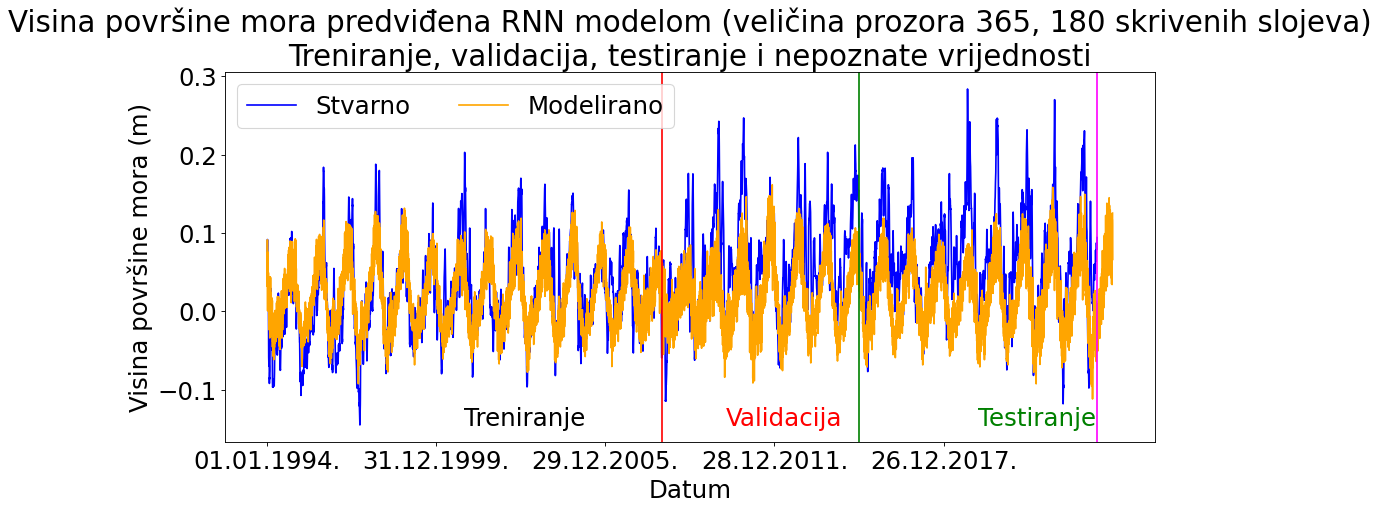 Visina površine mora predviđena RNN modelom (veličina prozora 365, 180 skrivenih slojeva)
Treniranje, validacija, testiranje i nepoznate vrijednosti
Stvarno
Modelirano
Visina površine mora (m)
0.3
0.2
0.1
0.0
−0.1
Treniranje
Validacija
Testiranje
01.01.1994.
31.12.1999.
29.12.2005.
28.12.2011.
26.12.2017.
Datum